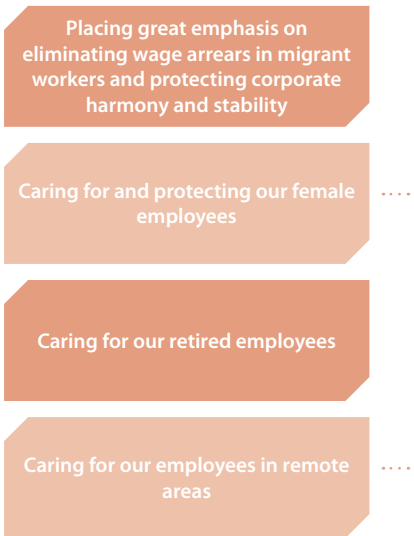 Placing great emphasis on
eliminating wage arrears in migrant
workers and protecting corporate
harmony and stability
Caring for and protecting our female
employees
Caring for our retired employees
Caring for our employees in remote
areas